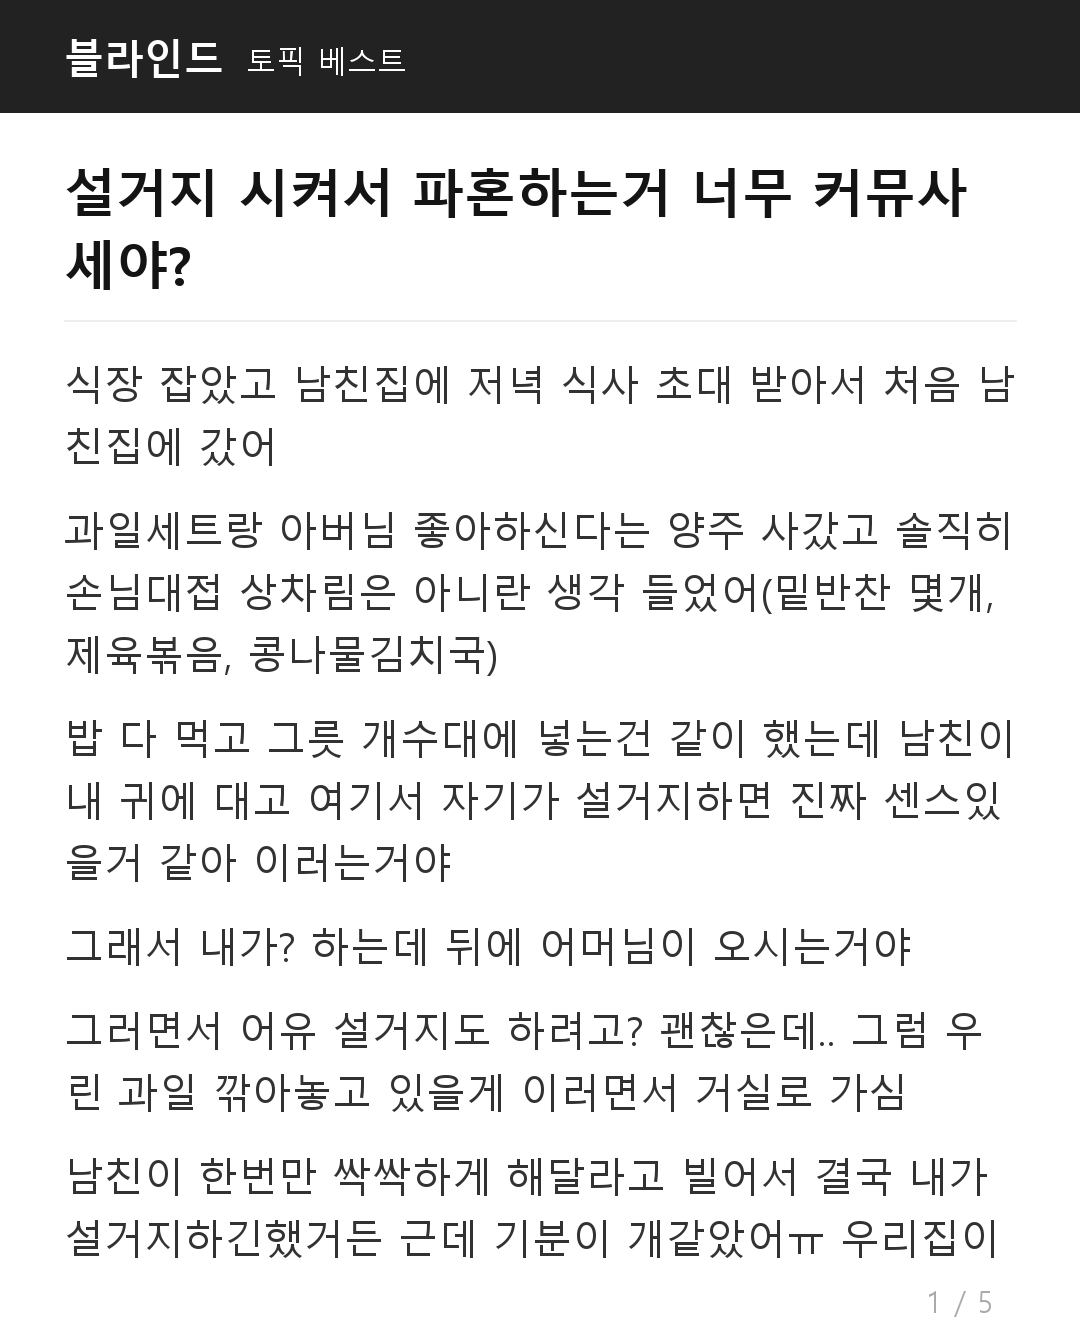 블라인드 토픽 베스트
설거지 시켜서 파혼하는거 너무 커뮤사
세야?
식장 잡았고 남친집에 저녁 식사 초대 받아서 처음 남
친집에 갔어
과일세트랑 아버님 좋아하신다는 양주 사갔고 솔직히
손님대접 상차림은 아니란 생각 들었어(밑반찬 몇개,
제육볶음, 콩나물김치국)
밥 다 먹고 그릇 개수대에 넣는건 같이 했는데 남친이
내 귀에 대고 여기서 자기가 설거지하면 진짜 센스있
을거 같아 이러는거야
그래서 내가? 하는데 뒤에 어머님이 오시는거야
그러면서 어유 설거지도 하려고? 괜찮은데.. 그럼 우
린 과일 깎아놓고 있을게 이러면서 거실로 가심
남친이 한번만 싹싹하게 해달라고 빌어서 결국 내가
설거지하긴했거든 근데 기분이 개같았어ㅠ 우리집이
1 / 5